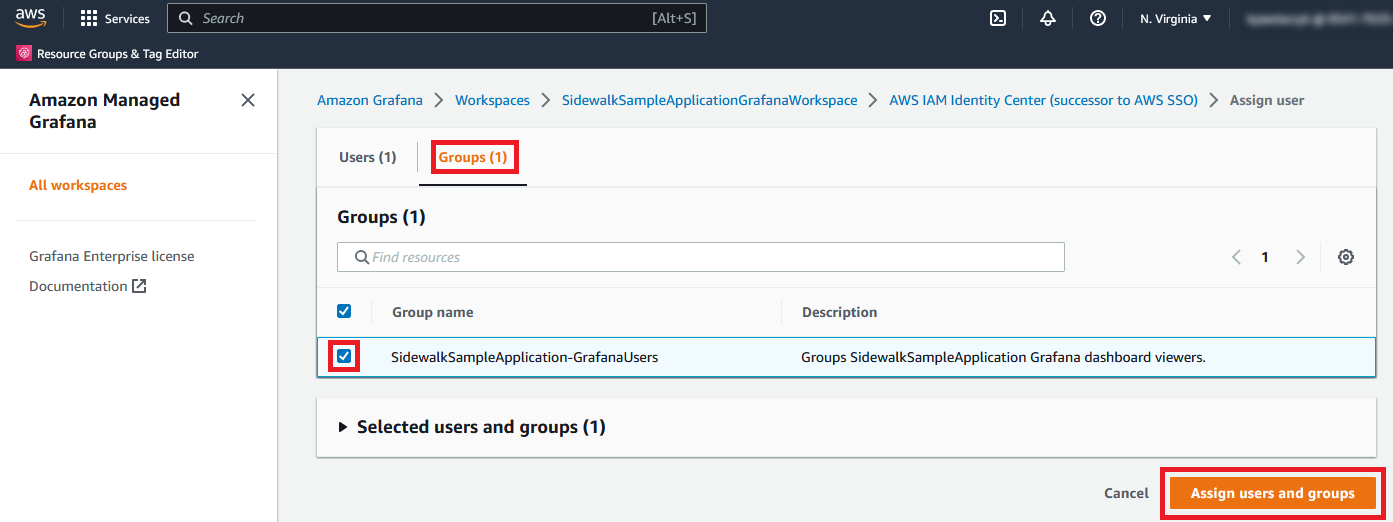 aws Services Search [Alt+S] N. Virginia
Resource Groups & Tag Editor
Amazon Managed
Grafana
All workspaces
Grafana Enterprise license
Documentation
Amazon Grafana > Workspaces > SidewalkSampleApplicationGrafanaWorkspace > AWS IAM Identity Center (successor to AWS SSO) > Assign user
Users (1) Groups (1)
Groups (1)
Find resources 1
Group name Description
SidewalkSampleApplication-GrafanaUsers Groups SidewalkSampleApplication Grafana dashboard viewers.
Selected users and groups (1)
Cancel Assign users and groups